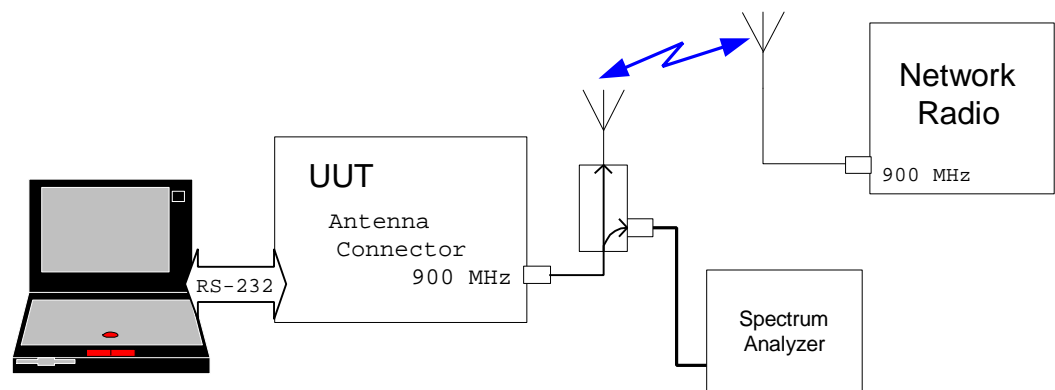 Network
Radio
900 MHz
UUT
Antenna
Connector
900 MHz
RS-232
Spectrum
Analyzer